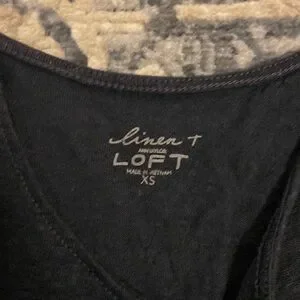 linen T
ANN TAYLOR
LOFT
MADE IN VIETNAM
XS